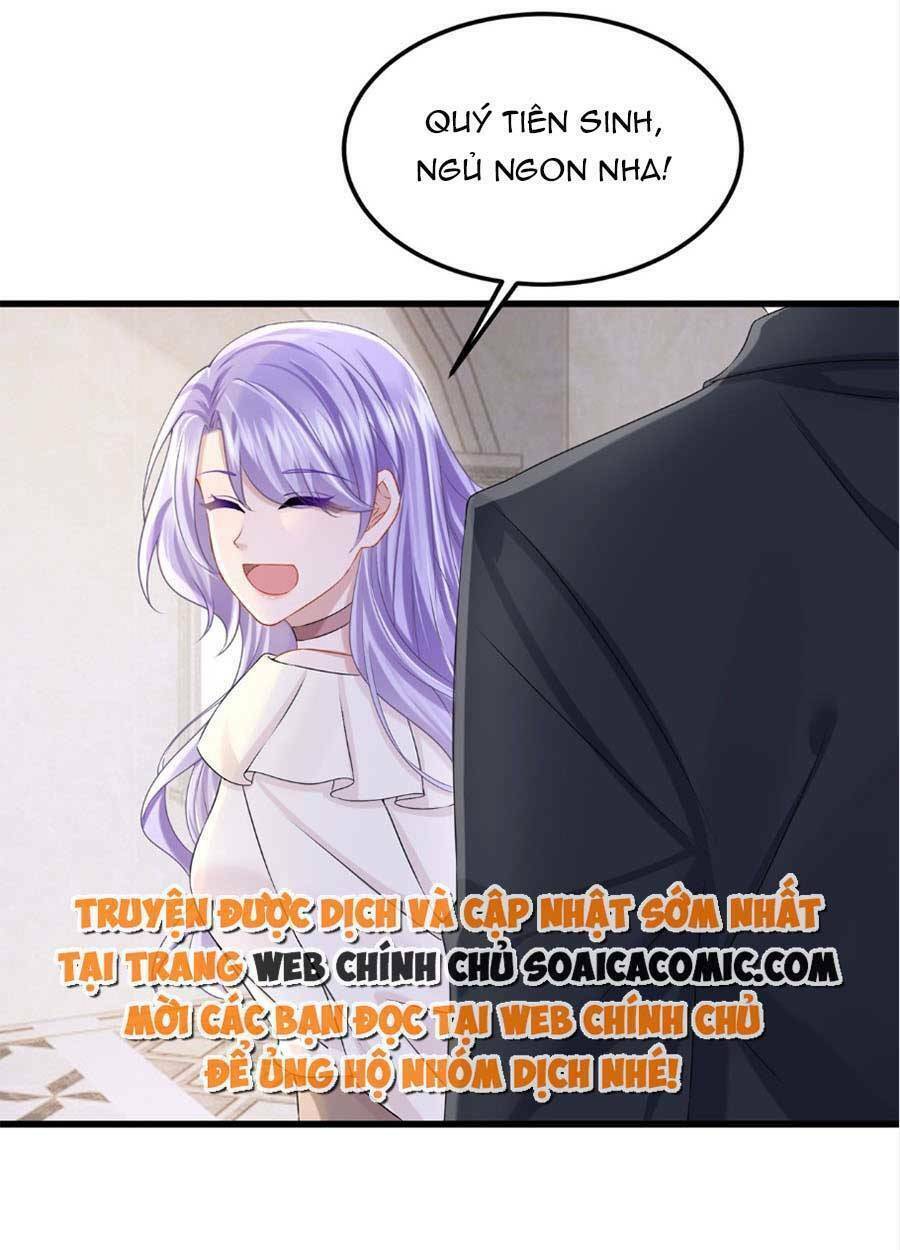 QUÝ TIÊN SINH,
NGỦ NGON NHA!
TRUYỆN ĐƯỢC DỊCH VÀ CẬP NHẬT SỚM NHẤT
TẠI TRANG WEB CHÍNH CHỦ SOAICACOMIC.COM
MỜI CÁC BẠN ĐỌC TẠI WEB CHÍNH CHỦ
ĐỂ ỦNG HỘ NHÓM DỊCH NHÉ!